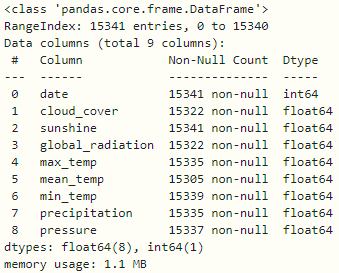 <class 'pandas.core.frame.DataFrame'>
RangeIndex: 15341 entries, 0 to 15340
Data columns (total 9 columns):
 #   Column            Non-Null Count  Dtype
---  ------            --------------  -----
 0   date              15341 non-null  int64
 1   cloud_cover       15322 non-null  float64
 2   sunshine          15341 non-null  float64
 3   global_radiation  15322 non-null  float64
 4   max_temp          15335 non-null  float64
 5   mean_temp         15305 non-null  float64
 6   min_temp          15339 non-null  float64
 7   precipitation     15335 non-null  float64
 8   pressure          15337 non-null  float64
dtypes: float64(8), int64(1)
memory usage: 1.1 MB